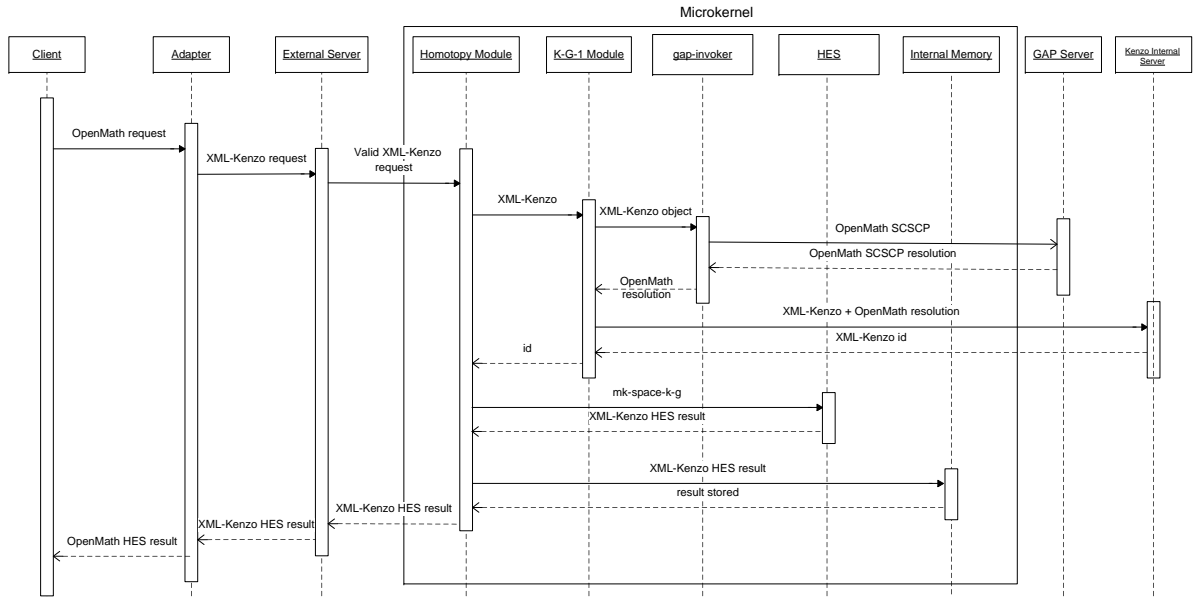 Microkernel
Client
Adapter
External Server
Homotopy Module
K-G-1 Module
gap-invoker
HES
Internal Memory
GAP Server
Kenzo Internal
Server
OpenMath request
XML-Kenzo request
Valid XML-Kenzo
request
XML-Kenzo
XML-Kenzo object
OpenMath SCSCP
OpenMath SCSCP resolution
OpenMath
resolution
XML-Kenzo + OpenMath resolution
XML-Kenzo id
id
mk-space-k-g
XML-Kenzo HES result
XML-Kenzo HES result
result stored
XML-Kenzo HES result
XML-Kenzo HES result
OpenMath HES result